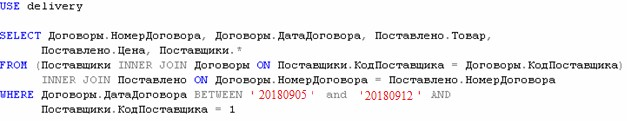 USE delivery
SELECT Договоры.НомерДоговора, Договоры.ДатаДоговора, Поставлено.Товар,
Поставлено.Цена, Поставщики.*
FROM (Поставщики INNER JOIN Договоры ON Поставщики.КодПоставщика = Договоры.КодПоставщика)
INNER JOIN Поставлено ON Договоры.НомерДоговора = Поставлено.НомерДоговора
WHERE Договоры.ДатаДоговора BETWEEN '20180905' and '20180912' AND
Поставщики.КодПоставщика = 1